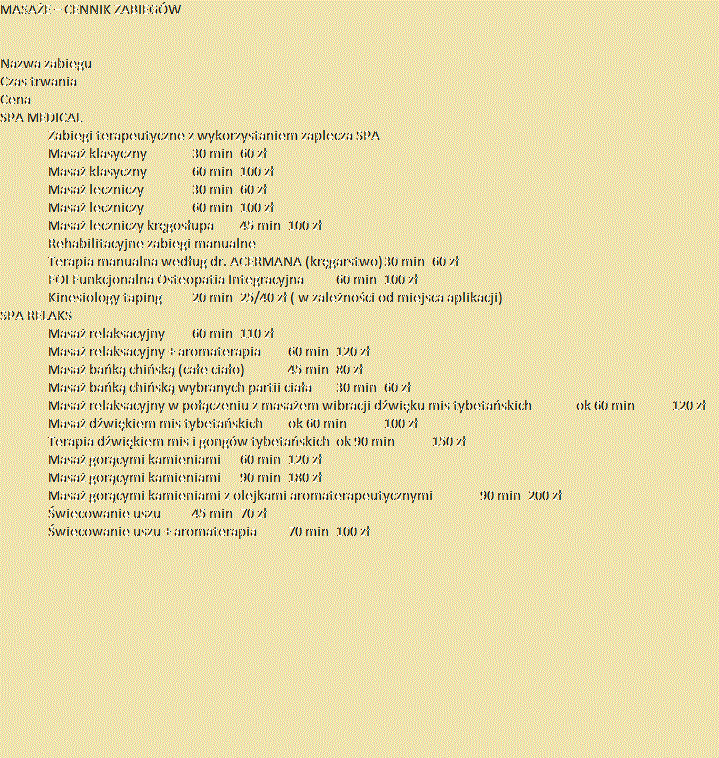 MASAŻE - CENNIK ZABIEGÓW
Nazwa zabiegu
Czas trwania
Cena
SPA MEDICAL
Zabiegi terapeutyczne z wykorzystaniem zaplecza SPA
Masaż klasyczny 30 min 60 zł
Masaż klasyczny 60 min 100 zł
Masaż leczniczy 30 min 60 zł
Masaż leczniczy 60 min 100 zł
Masaż leczniczy kręgosłupa 45 min 100 zł
Rehabilitacyjne zabiegi manualne
Terapia manualna według dr. ACERMANA (kręgarstwo) 30 min 60 zł
FOI Funkcjonalna Osteopatia Integracyjna 60 min 100 zł
Kinesiology taping 20 min 25/40 zł ( w zależności od miejsca aplikacji)
SPA RELAKS
Masaż relaksacyjny 60 min 110 zł
Masaż relaksacyjny +aromaterapia 60 min 120 zł
Masaż bańką chińską (całe ciało) 45 min 80 zł
Masaż bańką chińską wybranych partii ciała 30 min 60 zł
Masaż relaksacyjny w połączeniu z masażem wibracji dźwięku mis tybetańskich ok 60 min 120 zł
Masaż dźwiękiem mis tybetańskich ok 60 min 100 zł
Terapia dźwiękiem mis i gongów tybetańskich ok 90 min 150 zł
Masaż gorącymi kamieniami 60 min 120 zł
Masaż gorącymi kamieniami 90 min 180 zł
Masaż gorącymi kamieniami z olejkami aromaterapeutycznymi 90 min 200 zł
Świecowanie uszu 45 min 70 zł
Świecowanie uszu +aromaterapia 70 min 100 zł